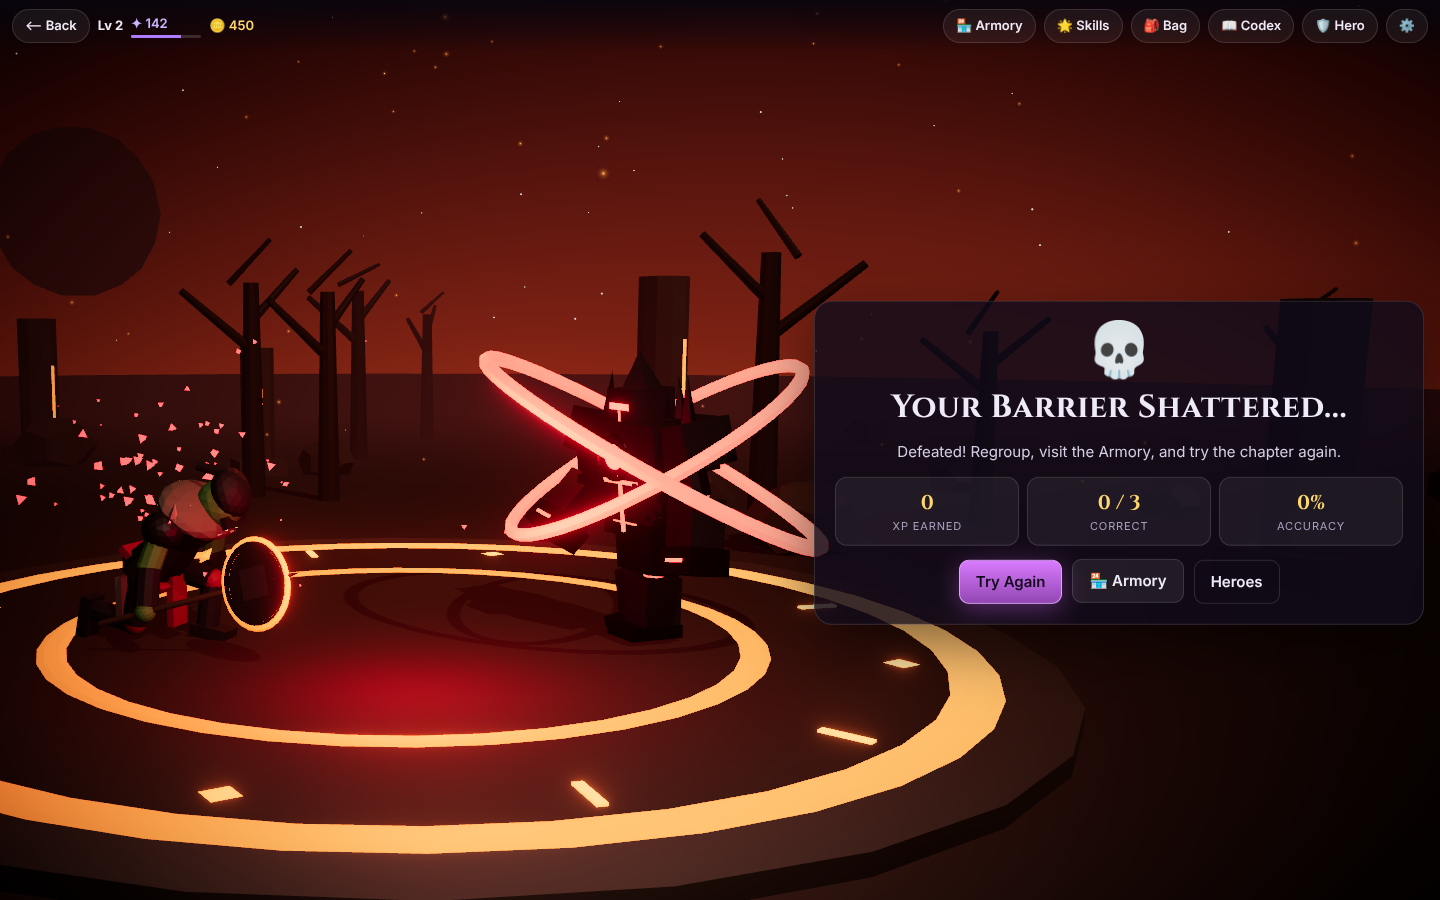 ← Back Lv 2 ✦ 142 🪙 450 🏪 Armory 🌟 Skills 🎒 Bag 📖 Codex 🛡️ Hero ⚙️
💀
Your Barrier Shattered...
Defeated! Regroup, visit the Armory, and try the chapter again.
0 0 / 3 0%
XP EARNED CORRECT ACCURACY
Try Again 🏪 Armory Heroes